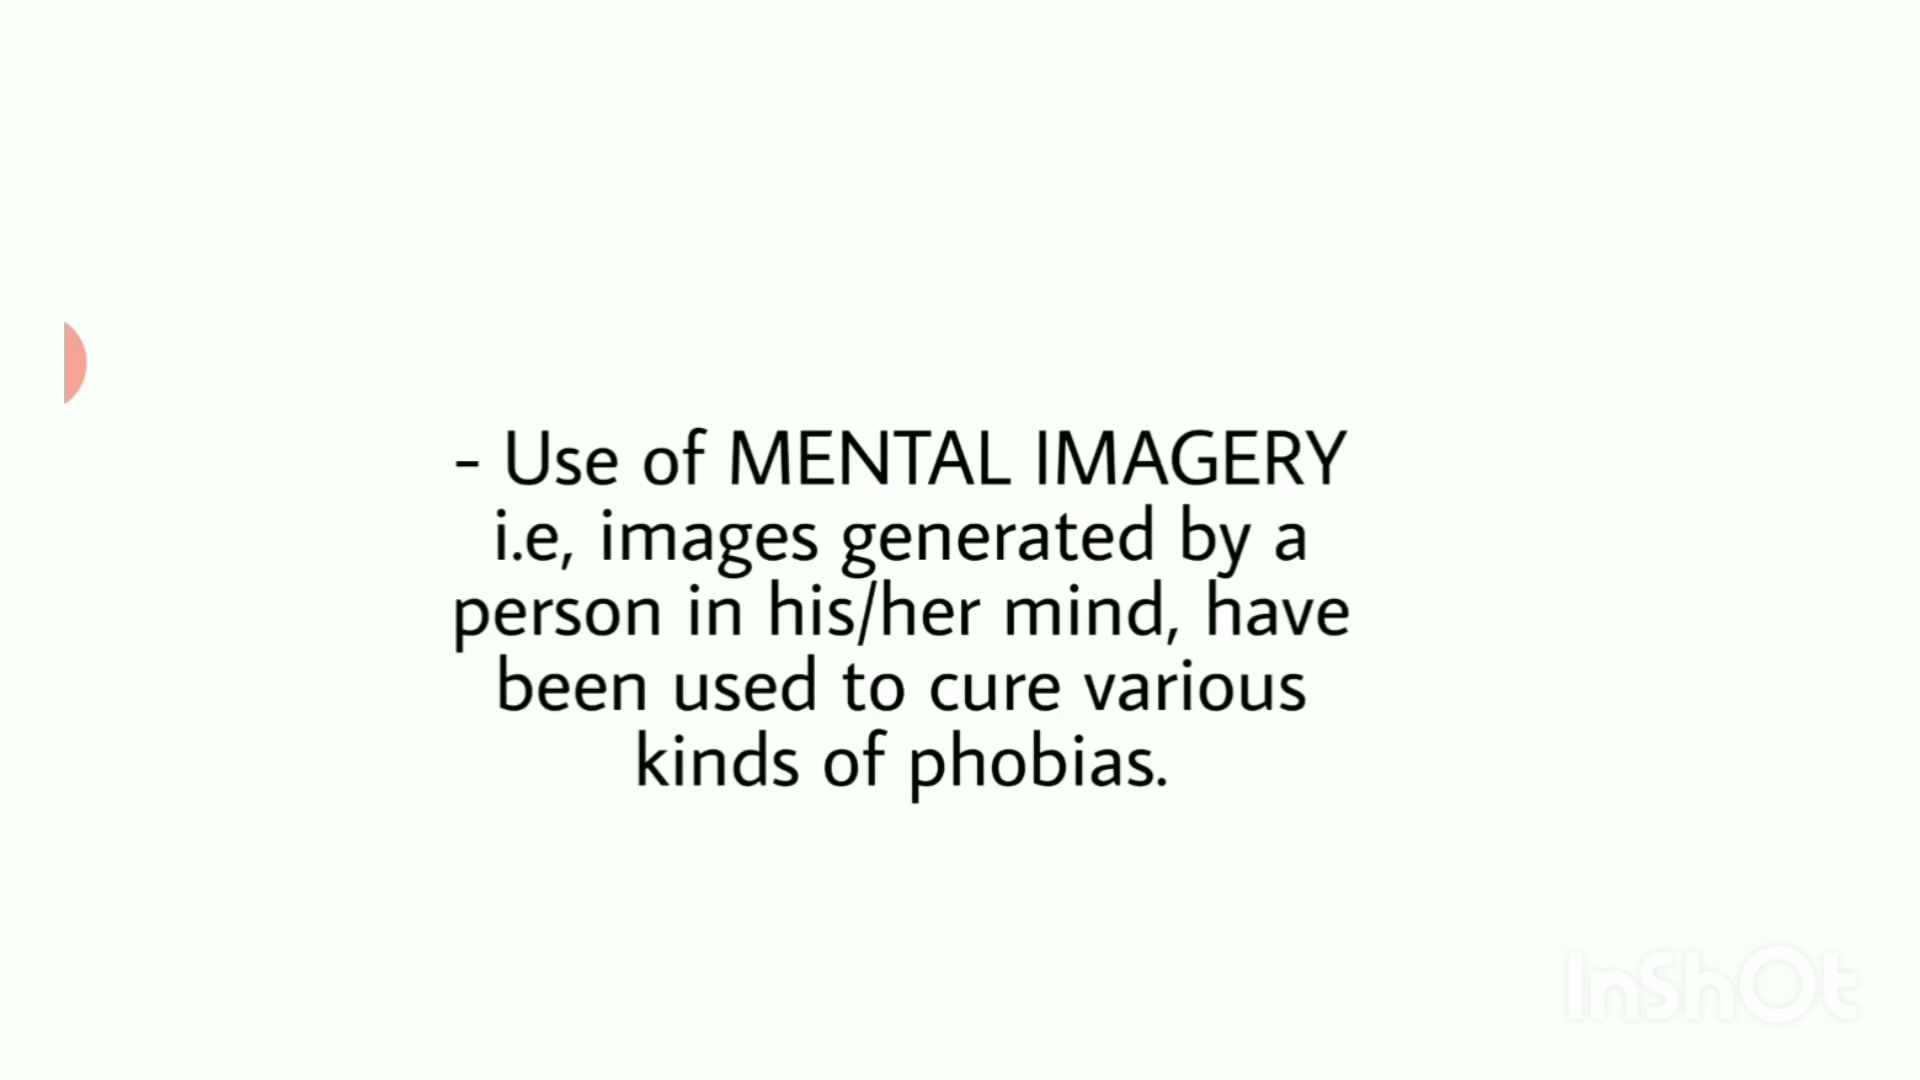 - Use of MENTAL IMAGERY
i.e, images generated by a
person in his/her mind, have
been used to cure various
kinds of phobias.
InShOt